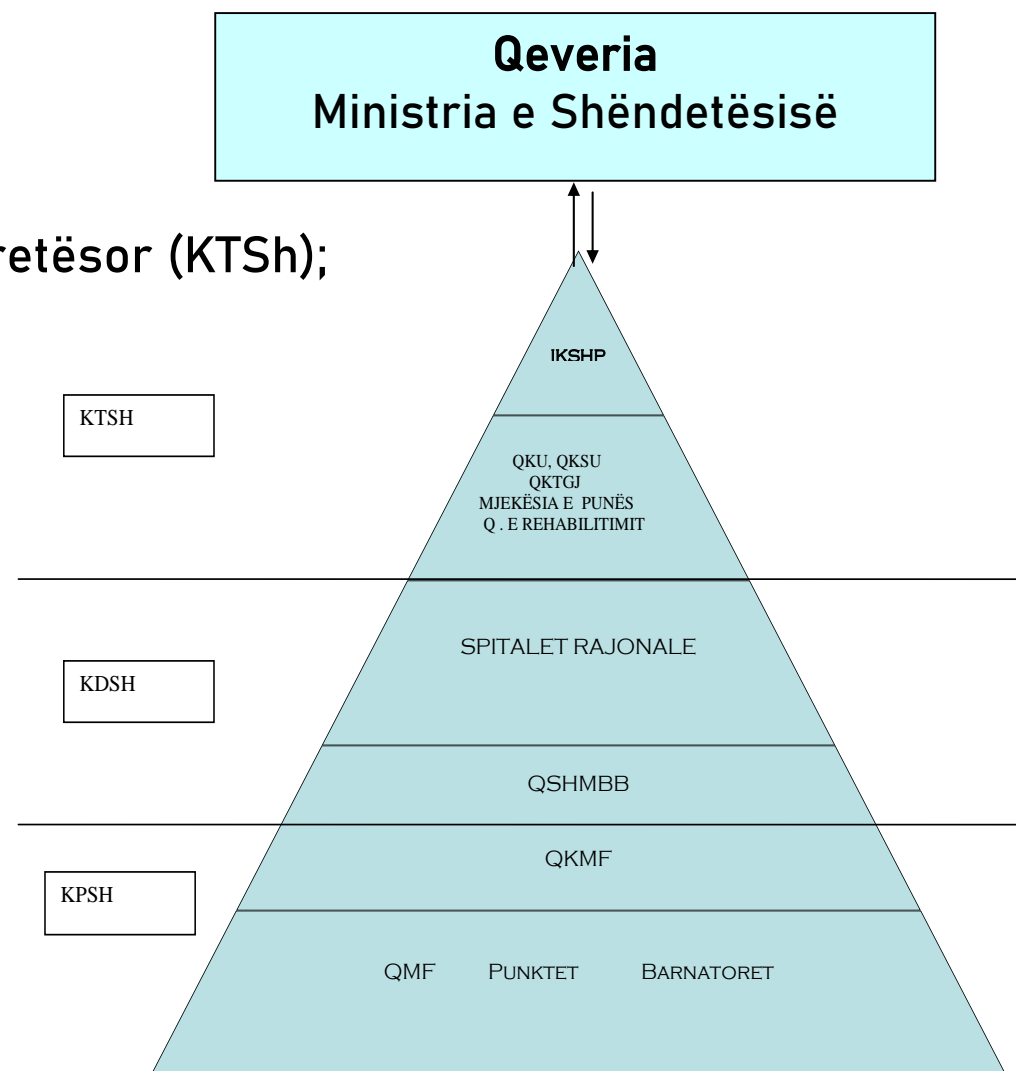 Qeveria
Ministria e Shëndetësisë
retësor (KTSh);
IKSHP
KTSH
QKU, QKSU
QKTGJ
MJEKËSIA E PUNËS
Q . E REHABILITIMIT
SPITALET RAJONALE
KDSH
QSHMBB
QKMF
KPSH
QMF PUNKTET BARNATORET